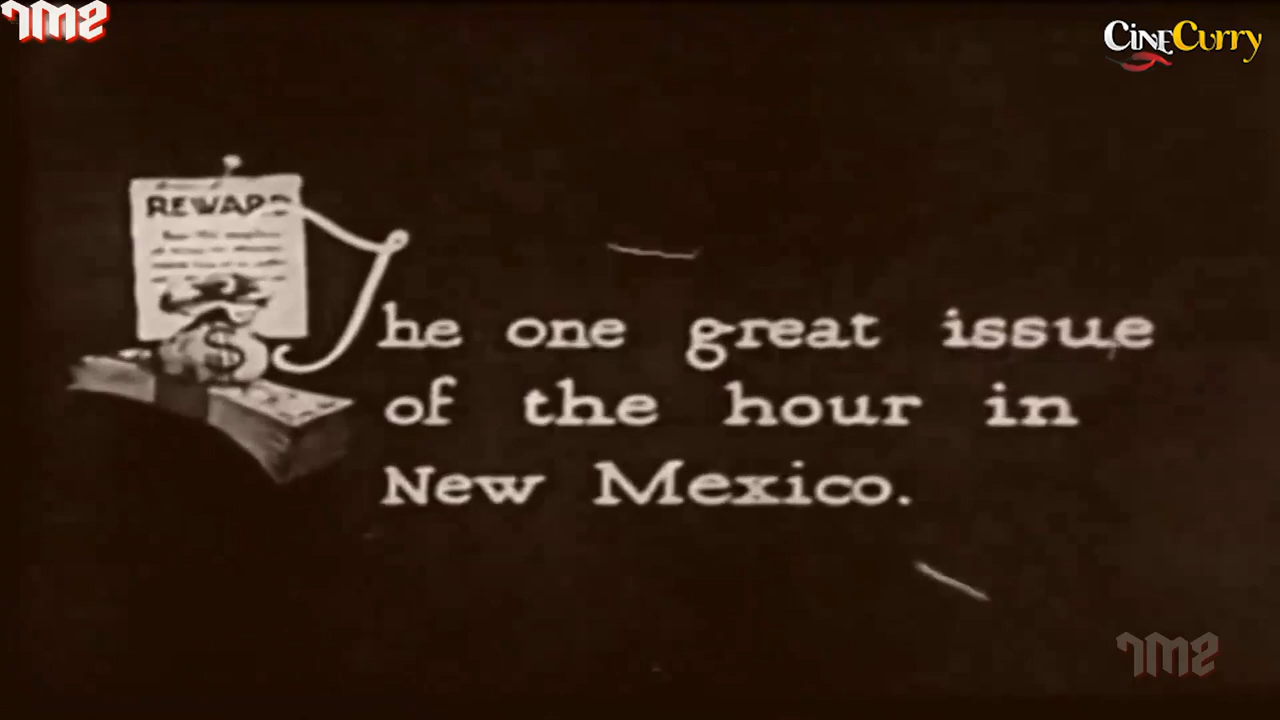 CineCurry
REWARD
$
The one great issue
of the hour in
New Mexico.